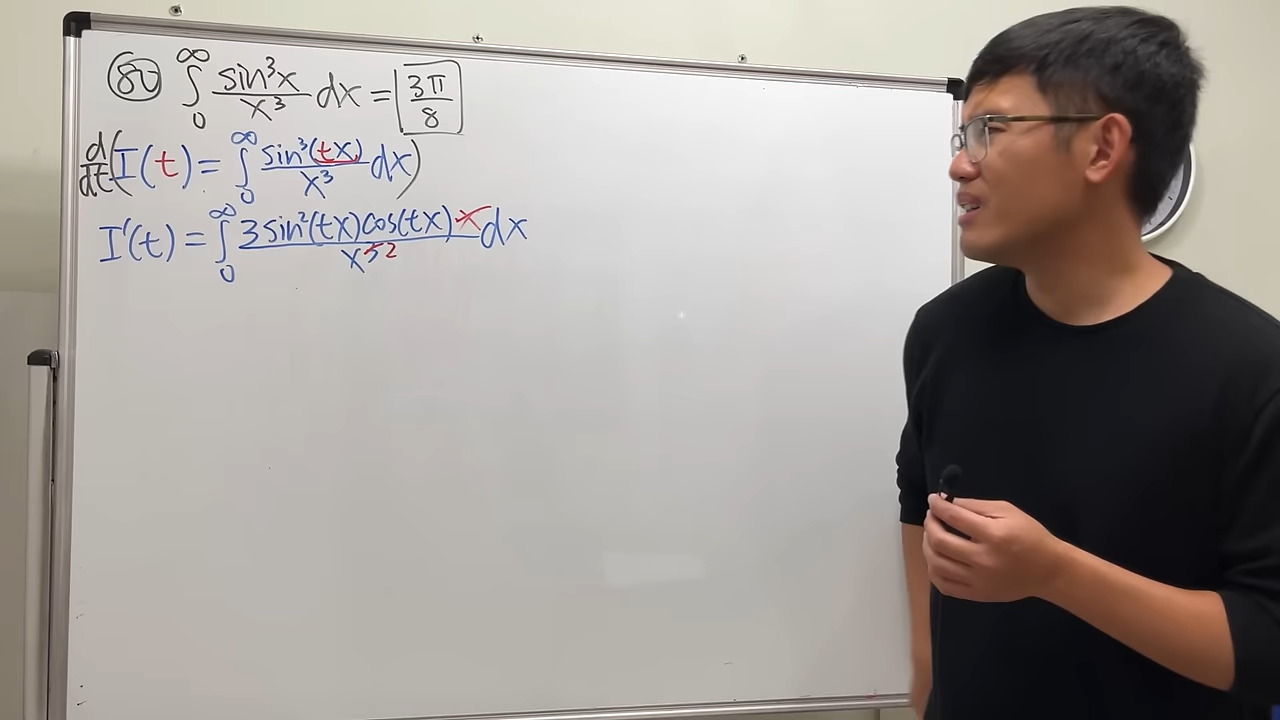 80 ∫₀^∞ sin³x/x³ dx = 3π/8
d/dt( I(t) = ∫₀^∞ sin³(tx)/x³ dx )
I'(t) = ∫₀^∞ 3sin²(tx)cos(tx)·x/x³² dx